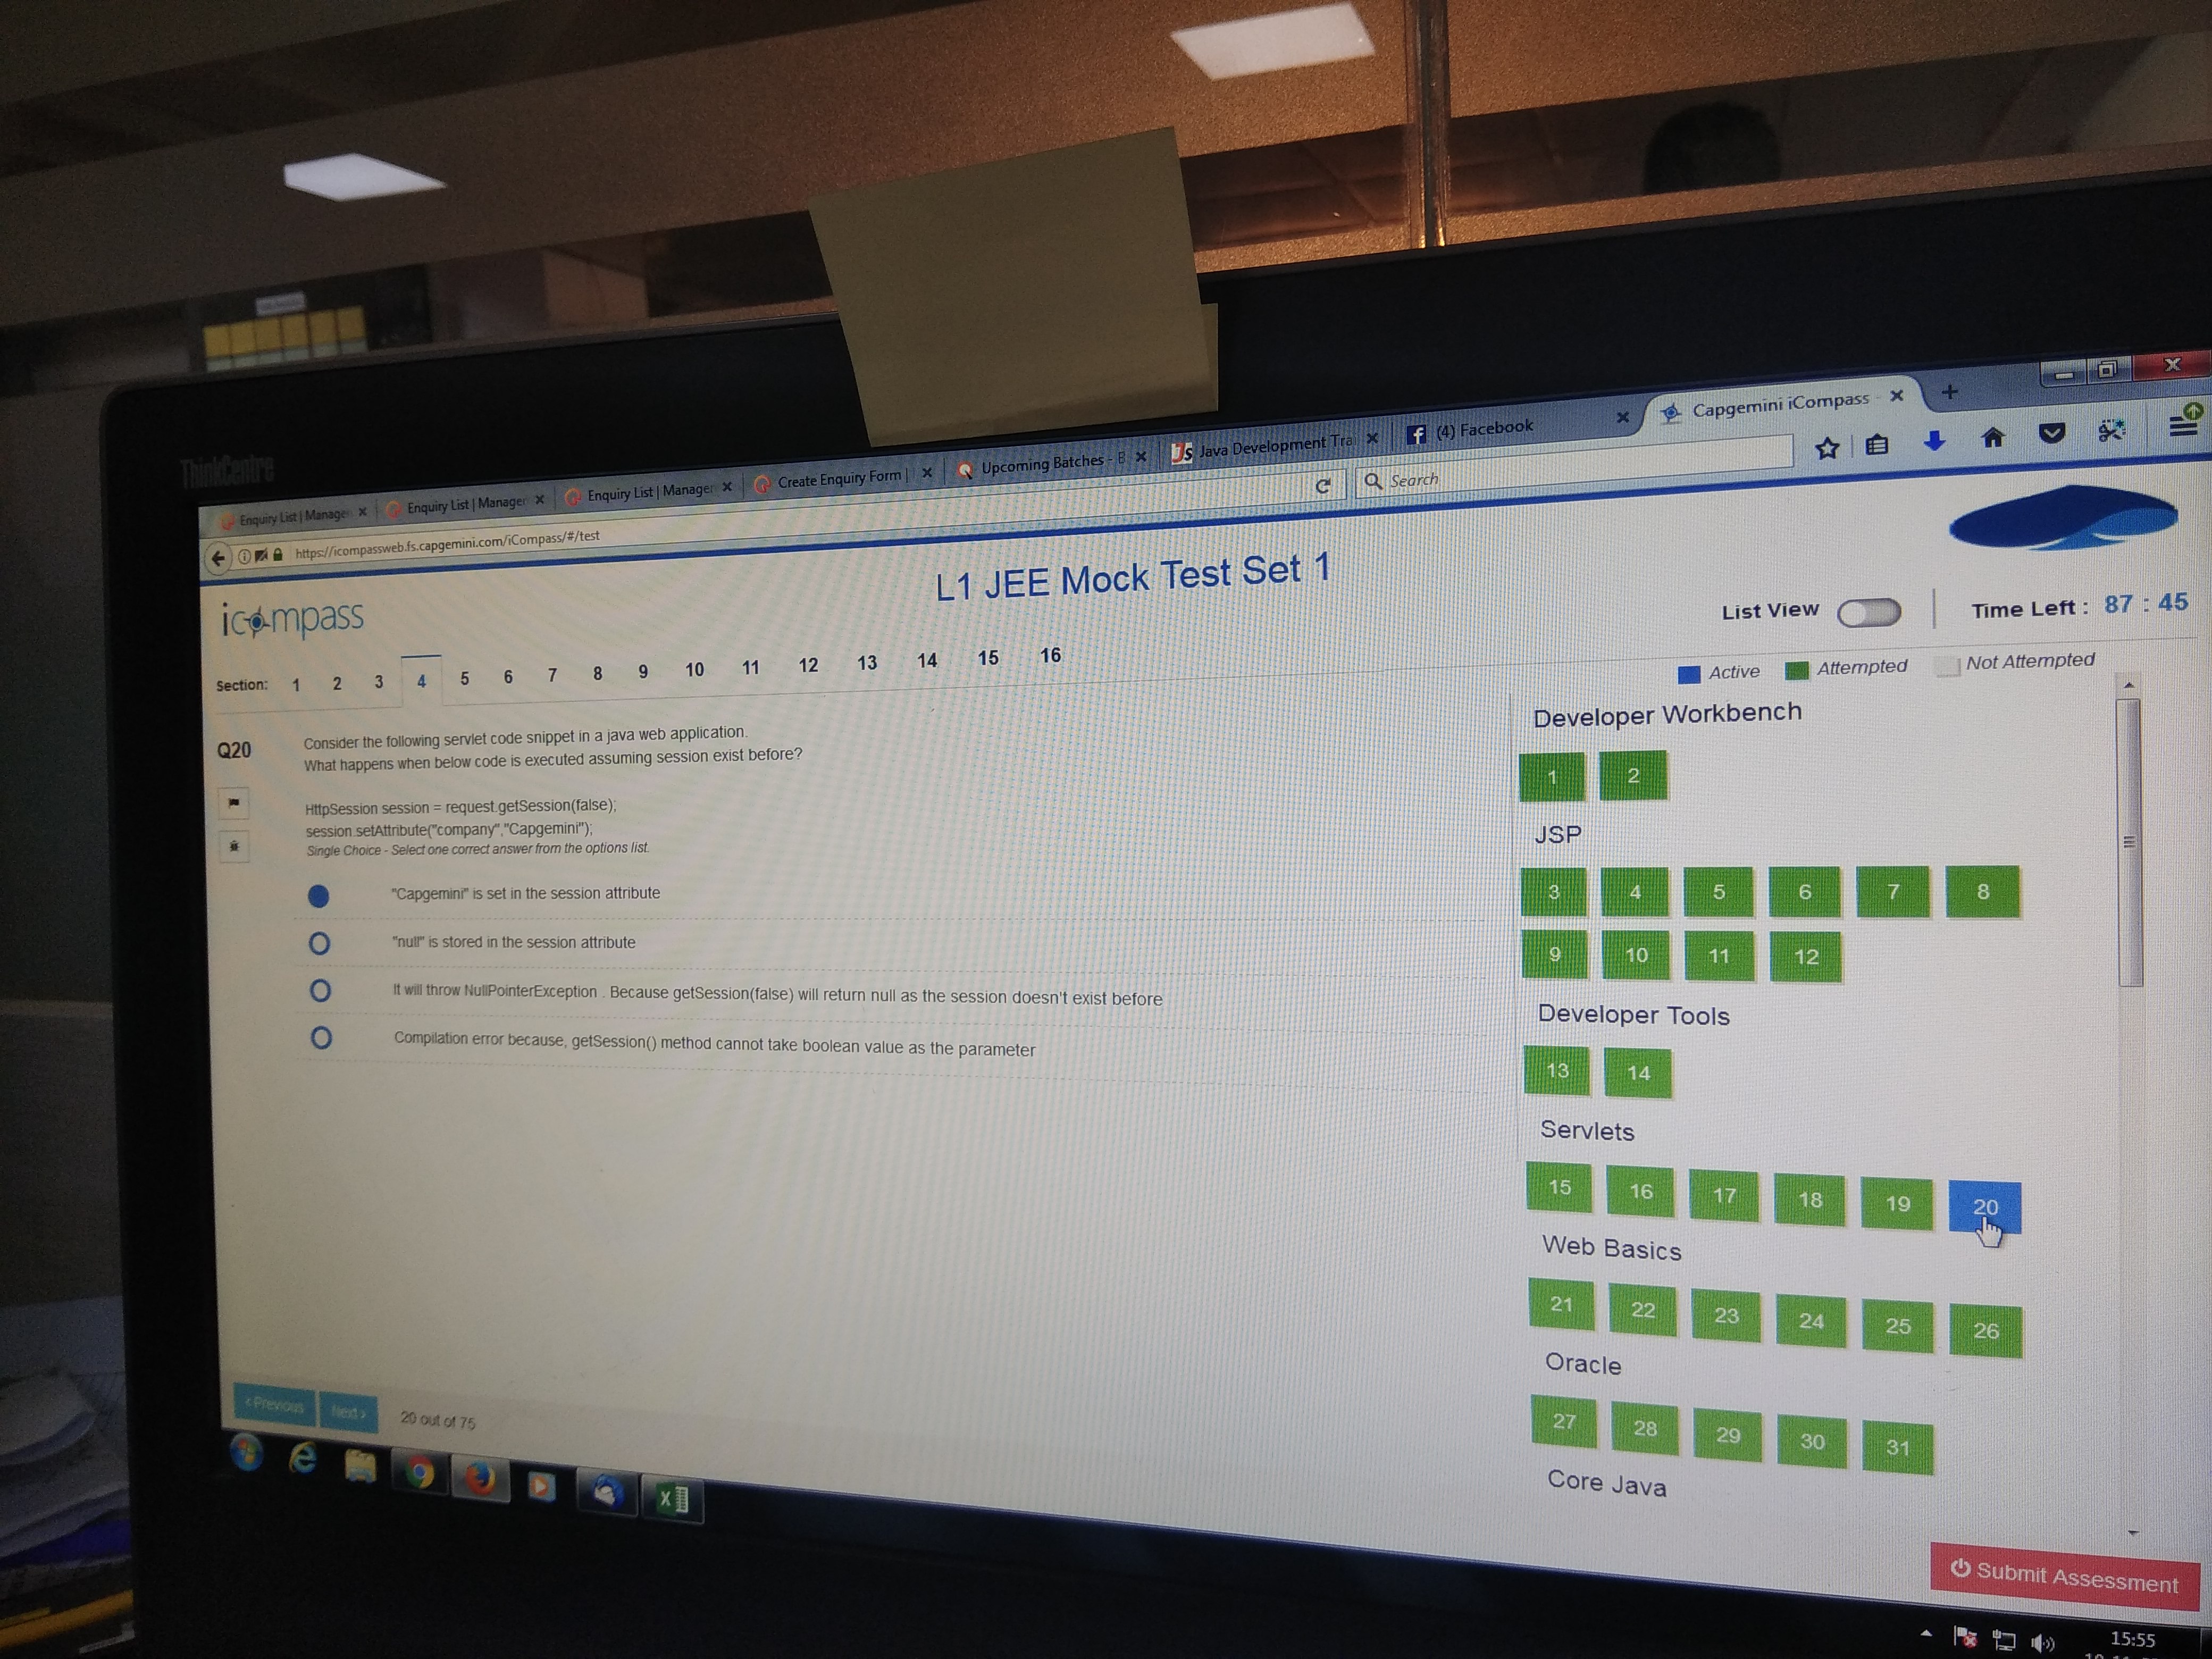 ThinkCentre
Enquiry List | Manager
Enquiry List | Manager
Enquiry List | Manager
Create Enquiry Form |
Upcoming Batches - B
Java Development Tra
(4) Facebook
Capgemini iCompass -
https://icompassweb.fs.capgemini.com/iCompass/#/test
Search
icompass
L1 JEE Mock Test Set 1
List View
Time Left : 87 : 45
Section: 1 2 3 4 5 6 7 8 9 10 11 12 13 14 15 16
Active Attempted Not Attempted
Q20
Consider the following servlet code snippet in a java web application.
What happens when below code is executed assuming session exist before?
HttpSession session = request.getSession(false);
session.setAttribute("company","Capgemini");
Single Choice - Select one correct answer from the options list.
"Capgemini" is set in the session attribute
"null" is stored in the session attribute
It will throw NullPointerException . Because getSession(false) will return null as the session doesn't exist before
Compilation error because, getSession() method cannot take boolean value as the parameter
‹ Previous
Next ›
20 out of 75
Developer Workbench
1 2
JSP
3 4 5 6 7 8
9 10 11 12
Developer Tools
13 14
Servlets
15 16 17 18 19 20
Web Basics
21 22 23 24 25 26
Oracle
27 28 29 30 31
Core Java
Submit Assessment
15:55